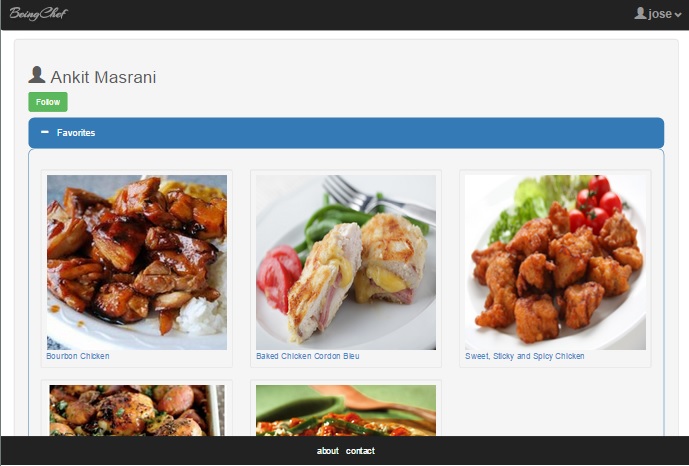 BeingChef
jose
Ankit Masrani
Follow
Favorites
Bourbon Chicken
Baked Chicken Cordon Bleu
Sweet, Sticky and Spicy Chicken
about contact